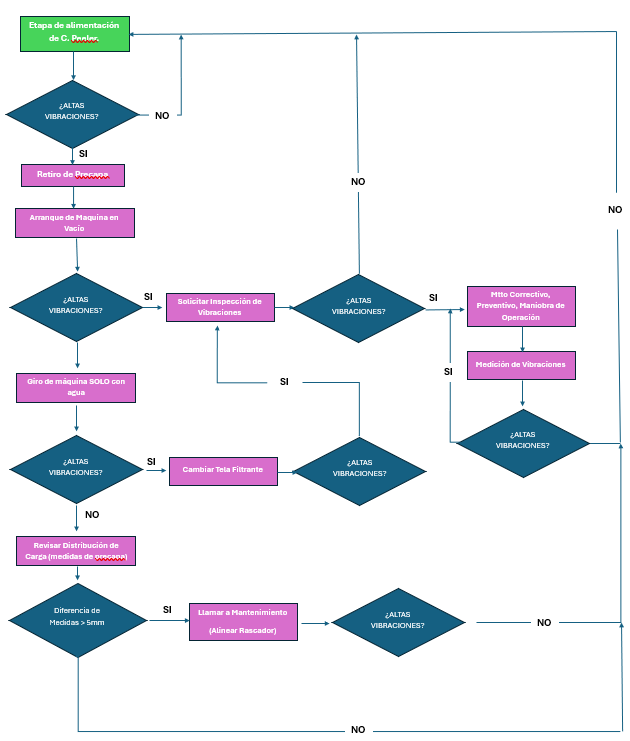 Etapa de alimentación
de C. Peeler.
¿ALTAS
VIBRACIONES?
NO
SI
Retiro de Precapa
Arranque de Maquina en
Vacío
¿ALTAS
VIBRACIONES?
SI
Solicitar Inspección de
Vibraciones
¿ALTAS
VIBRACIONES?
NO
SI
Mtto Correctivo,
Preventivo, Maniobra de
Operación
NO
Medición de Vibraciones
SI
¿ALTAS
VIBRACIONES?
Giro de máquina SOLO con
agua
SI
¿ALTAS
VIBRACIONES?
SI
Cambiar Tela Filtrante
¿ALTAS
VIBRACIONES?
NO
Revisar Distribución de
Carga (medidas de precapa)
Diferencia de
Medidas > 5mm
SI
Llamar a Mantenimiento
(Alinear Rascador)
¿ALTAS
VIBRACIONES?
NO
NO